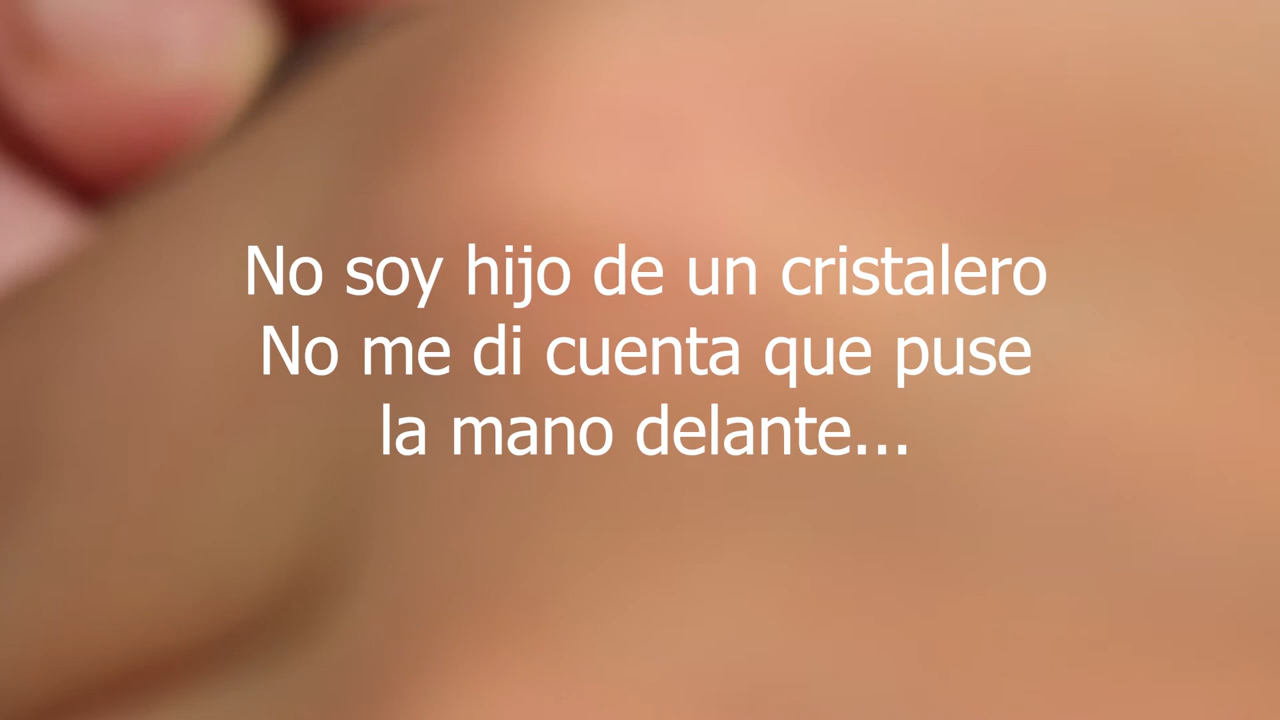 No soy hijo de un cristalero
No me di cuenta que puse
la mano delante...